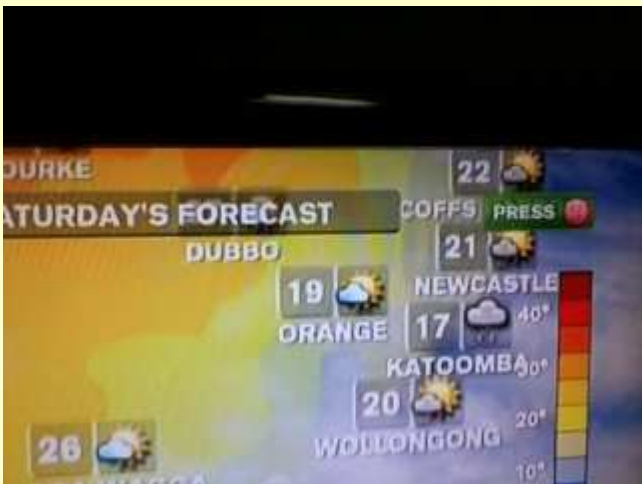 OURKE
22
ATURDAY'S FORECAST
COFFS
PRESS
DUBBO
21
NEWCASTLE
19
ORANGE
17
KATOOMBA
40°
30°
20
WOLLONGONG
20°
26
10°